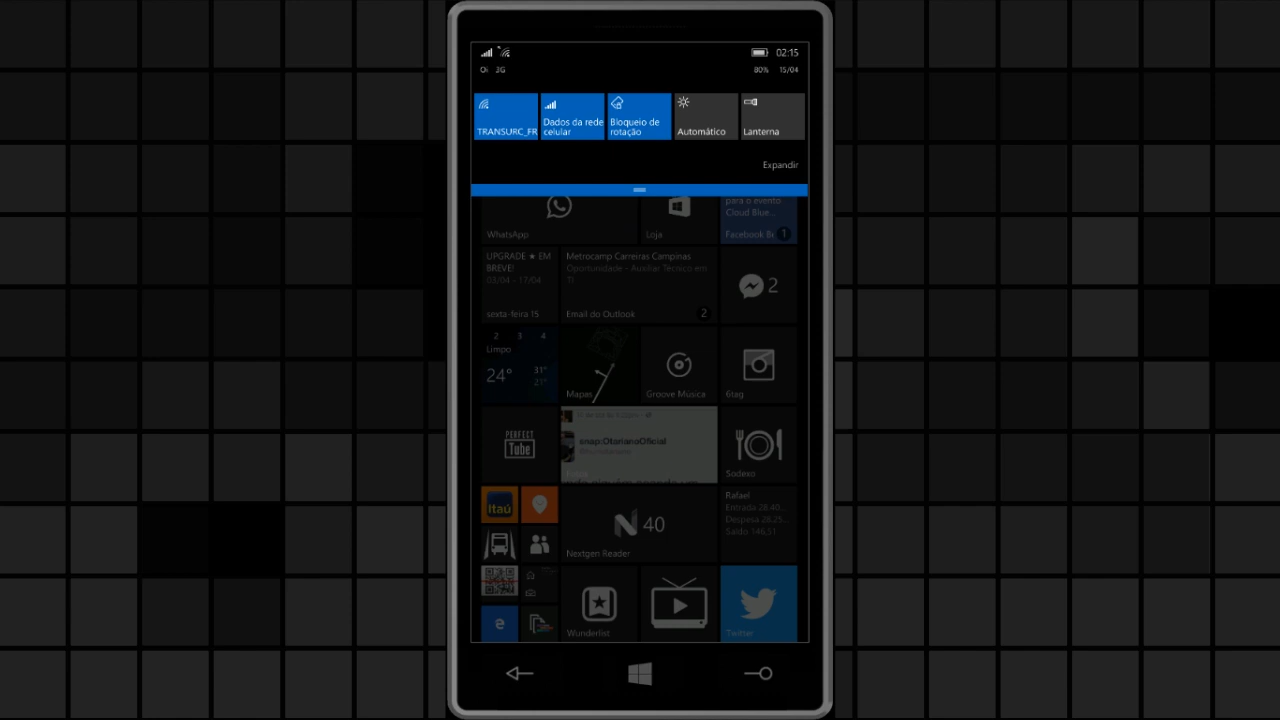 02:15
Oi 3G
80% 15/04
TRANSURC_FR
Dados da rede
celular
Bloqueio de
rotação
Automático
Lanterna
Expandir
para o evento
Cloud Blue...
WhatsApp
Loja
Facebook B
1
UPGRADE ★ EM
BREVE!
03/04 - 17/04
sexta-feira 15
Metrocamp Carreiras Campinas
Oportunidade - Auxiliar Técnico em
TI
Email do Outlook
2
2
2 3 4
Limpo
24°
31°
21°
Mapas
Groove Música
6tag
PERFECT
Tube
snap:OtarianoOficial
Sodexo
Itaú
40
Nextgen Reader
Rafael
Entrada 28.40...
Despesa 28.25...
Saldo 146,51
Wunderlist
Twitter